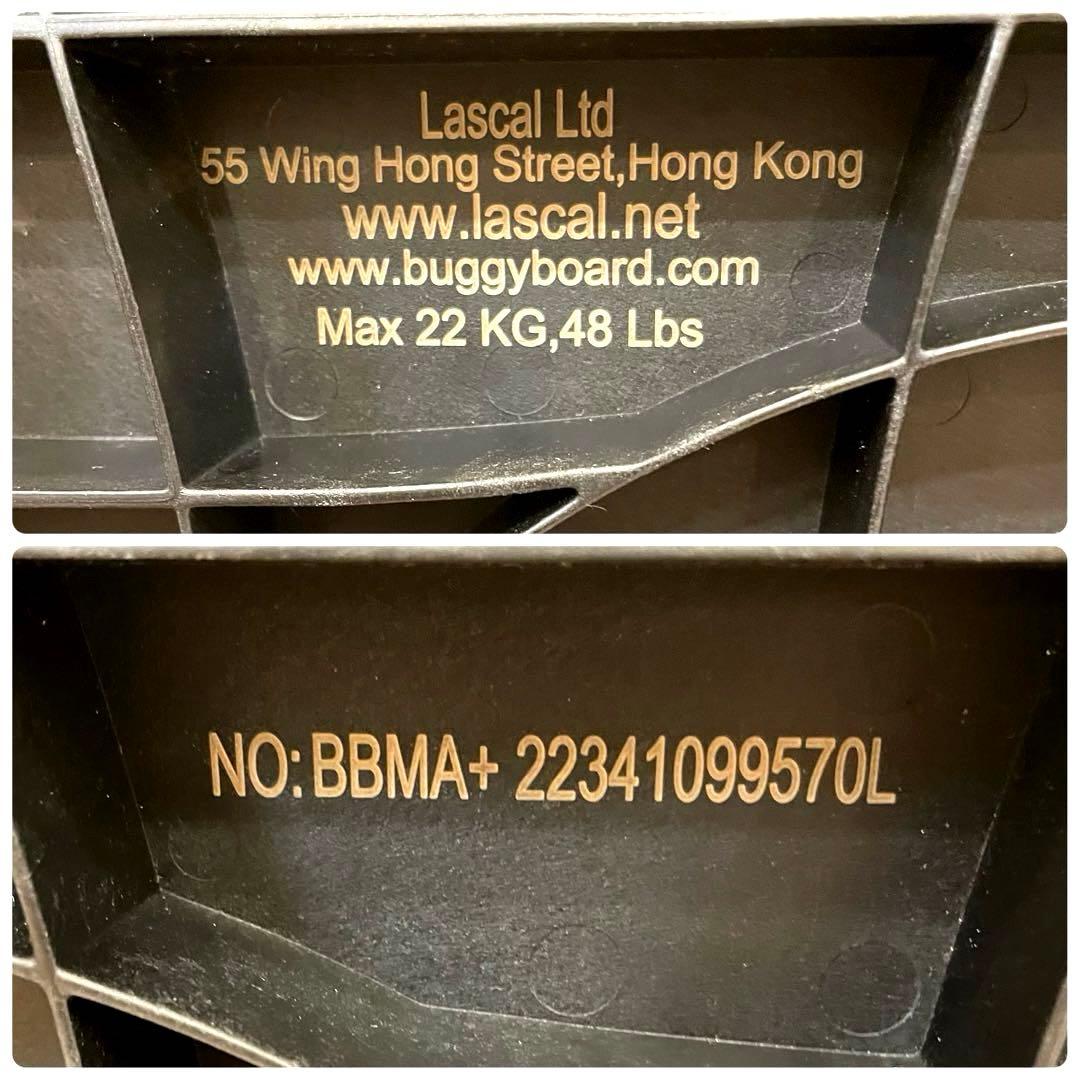 Lascal Ltd
55 Wing Hong Street,Hong Kong
www.lascal.net
www.buggyboard.com
Max 22 KG,48 Lbs
NO:BBMA+ 22341099570L